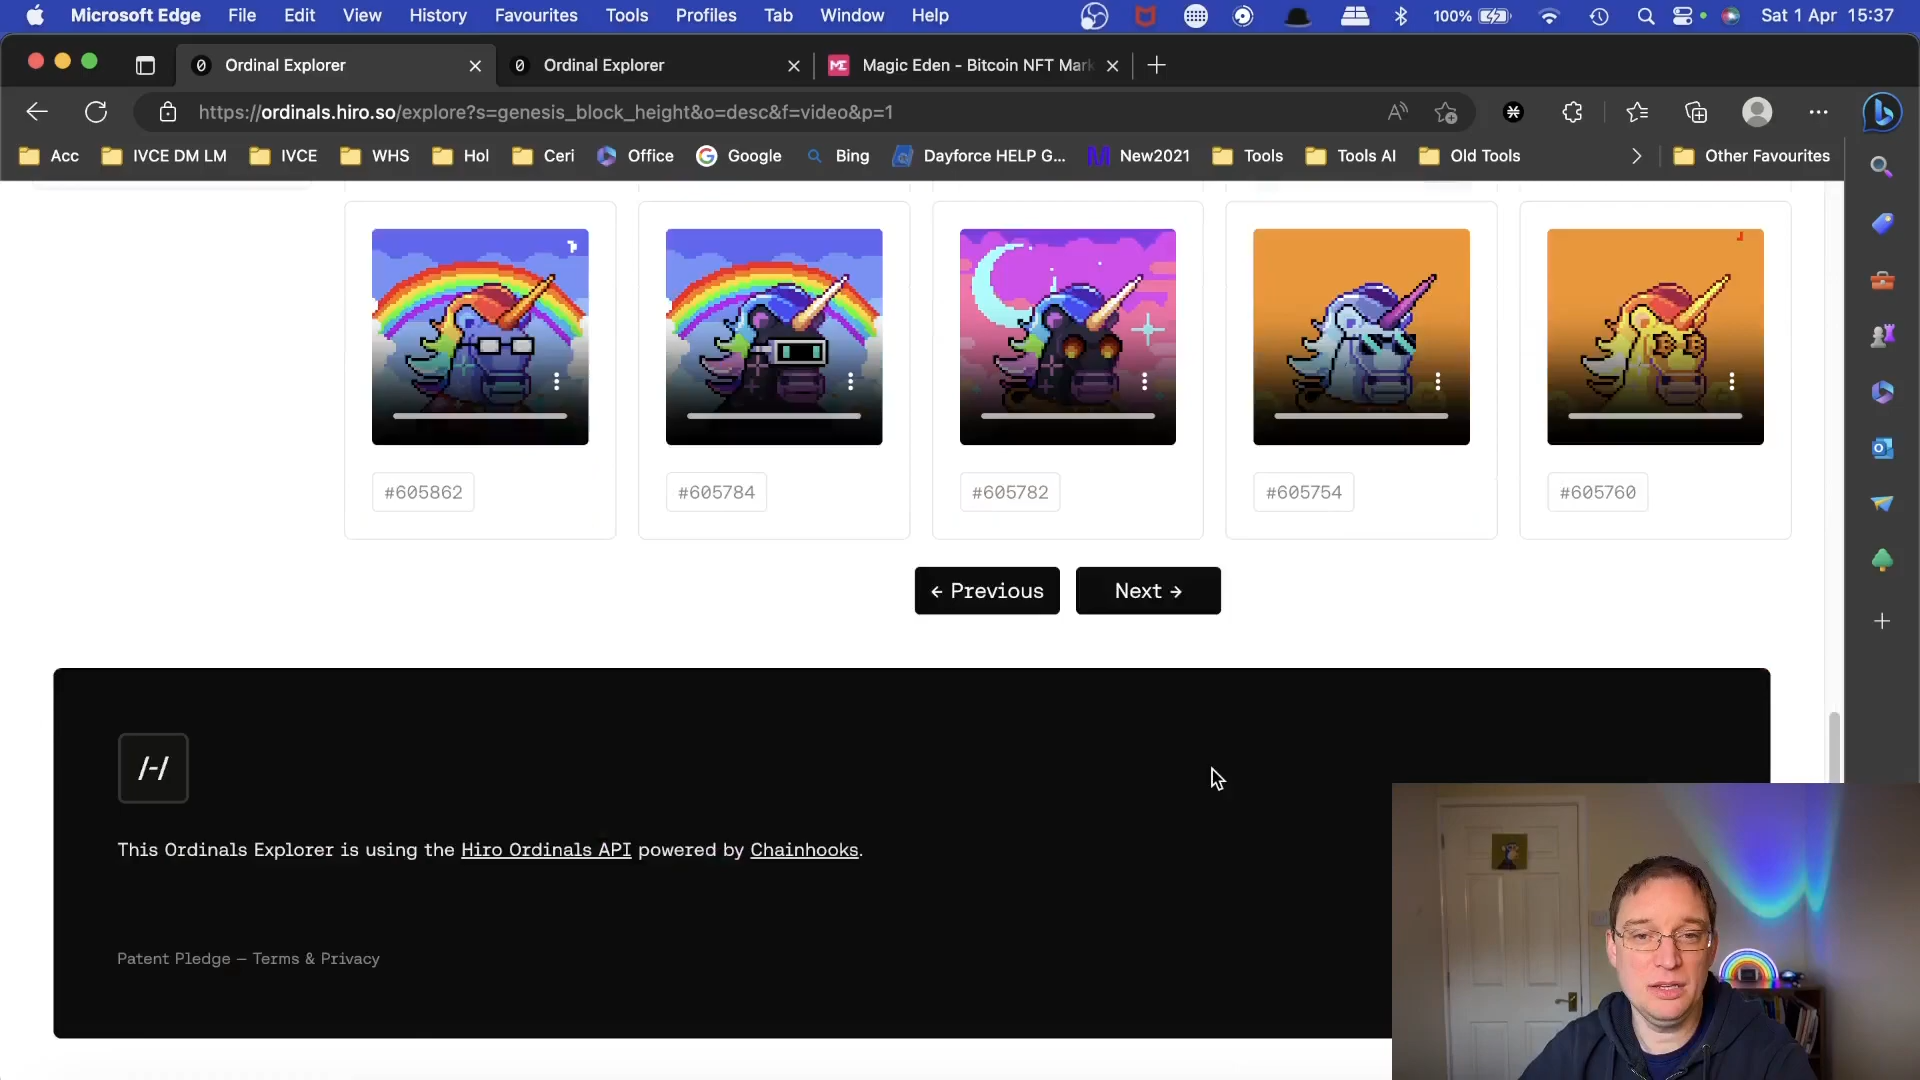 Microsoft Edge File Edit View History Favourites Tools Profiles Tab Window Help 100% Sat 1 Apr 15:37
Ordinal Explorer Ordinal Explorer Magic Eden - Bitcoin NFT Mark
https://ordinals.hiro.so/explore?s=genesis_block_height&o=desc&f=video&p=1
Acc IVCE DM LM IVCE WHS Hol Ceri Office Google Bing Dayforce HELP G... New2021 Tools Tools AI Old Tools Other Favourites
#605862 #605784 #605782 #605754 #605760
← Previous Next →
/-/
This Ordinals Explorer is using the Hiro Ordinals API powered by Chainhooks.
Patent Pledge – Terms & Privacy